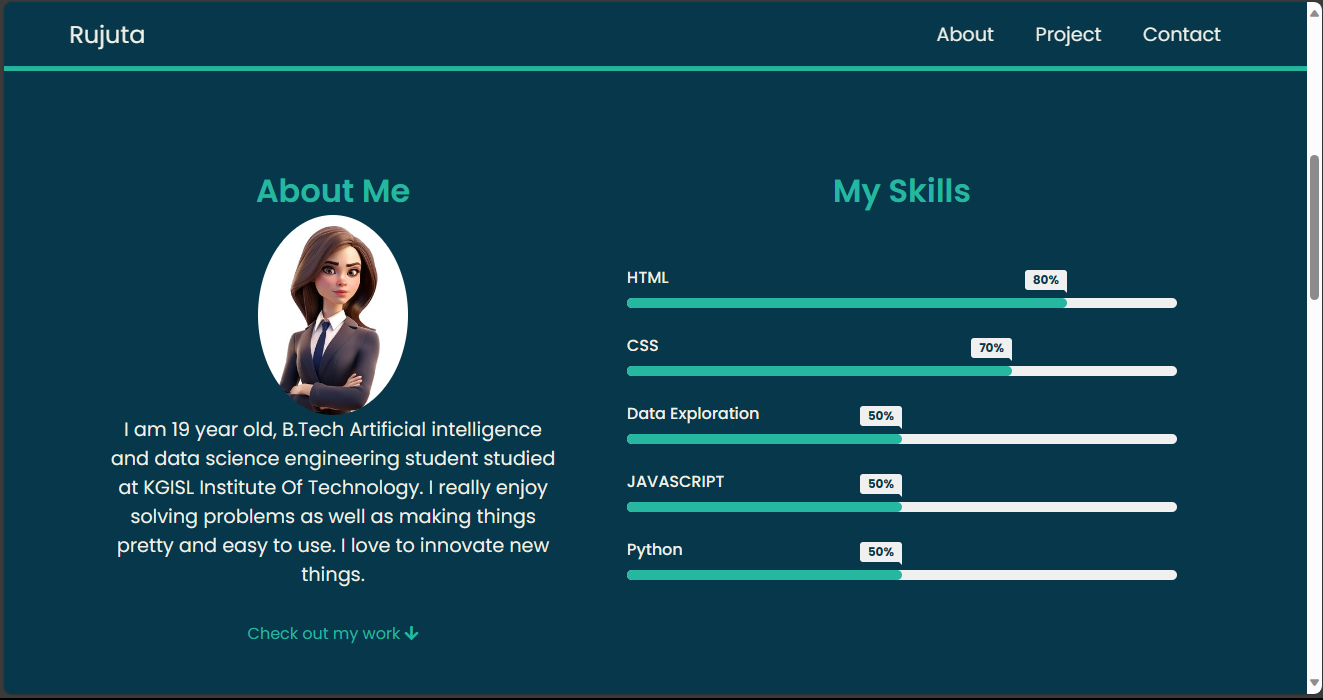 Rujuta
About Project Contact
About Me
I am 19 year old, B.Tech Artificial intelligence
and data science engineering student studied
at KGISL Institute Of Technology. I really enjoy
solving problems as well as making things
pretty and easy to use. I love to innovate new
things.
Check out my work
My Skills
HTML 80%
CSS 70%
Data Exploration 50%
JAVASCRIPT 50%
Python 50%